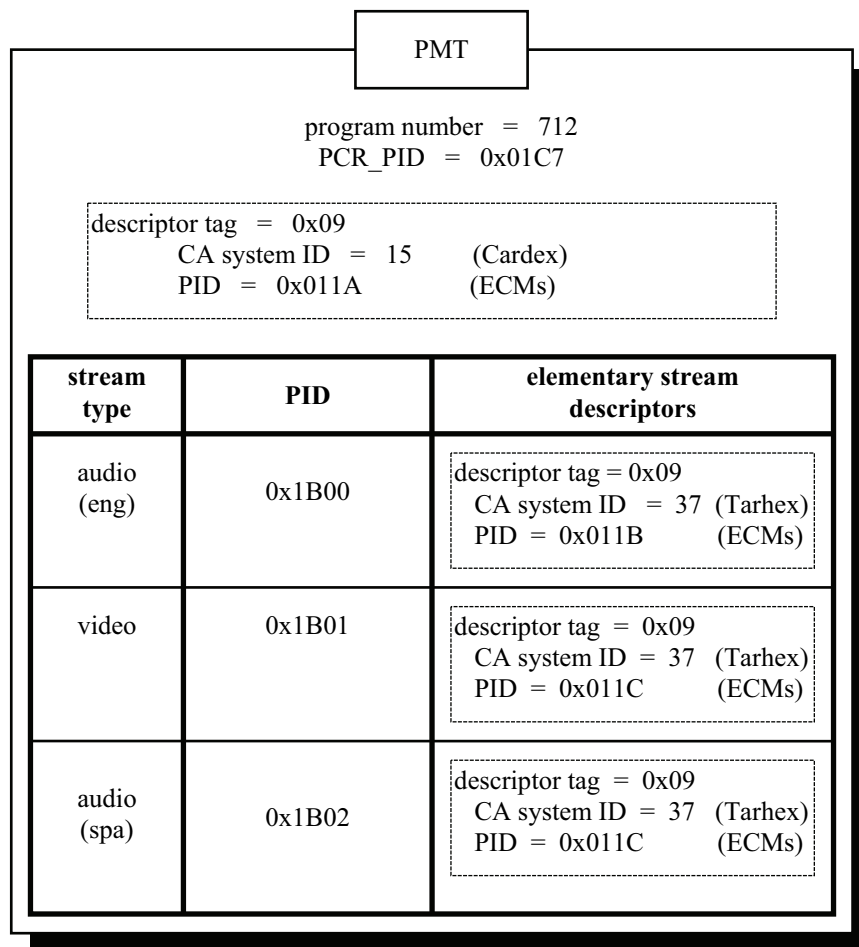 PMT
program number = 712
PCR_PID = 0x01C7
descriptor tag = 0x09
CA system ID = 15 (Cardex)
PID = 0x011A (ECMs)
stream type PID elementary stream descriptors
audio (eng)
0x1B00
descriptor tag = 0x09
CA system ID = 37 (Tarhex)
PID = 0x011B (ECMs)
video
0x1B01
descriptor tag = 0x09
CA system ID = 37 (Tarhex)
PID = 0x011C (ECMs)
audio (spa)
0x1B02
descriptor tag = 0x09
CA system ID = 37 (Tarhex)
PID = 0x011C (ECMs)